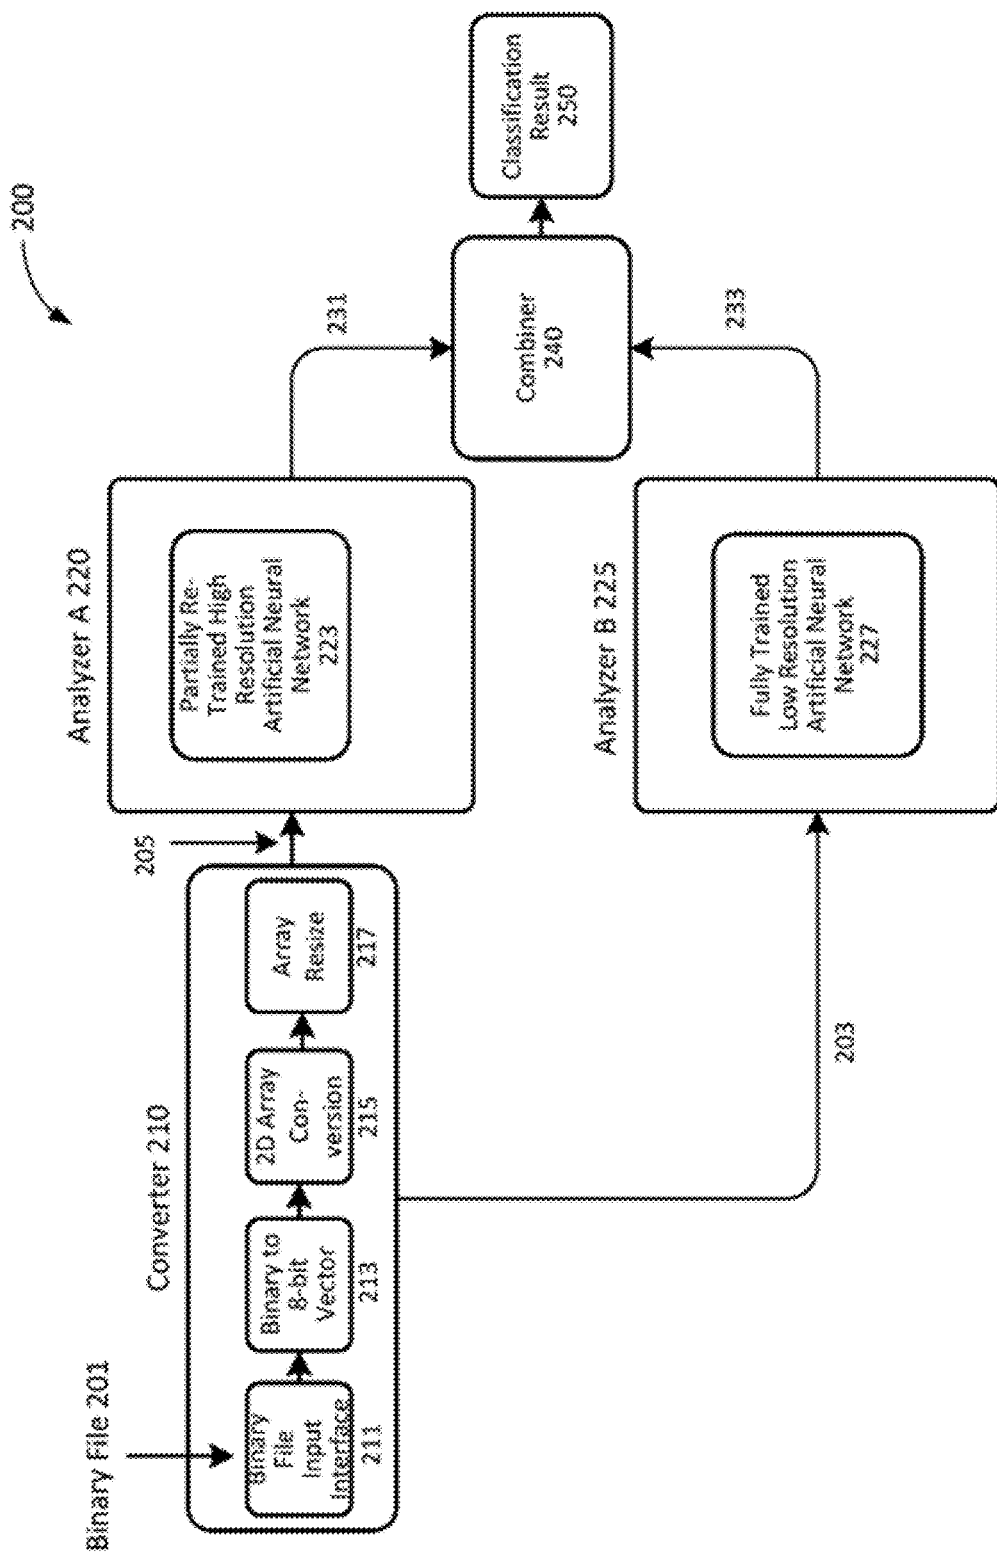 200
Binary File 201
Converter 210
Binary
File
Input
Interface
211
Binary to
8-bit
Vector
213
2D Array
Con-
version
215
Array
Resize
217
205
203
Analyzer A 220
Partially Re-
Trained High
Resolution
Artificial Neural
Network
223
Analyzer B 225
Fully Trained
Low Resolution
Artificial Neural
Network
227
231
233
Combiner
240
Classification
Result
250